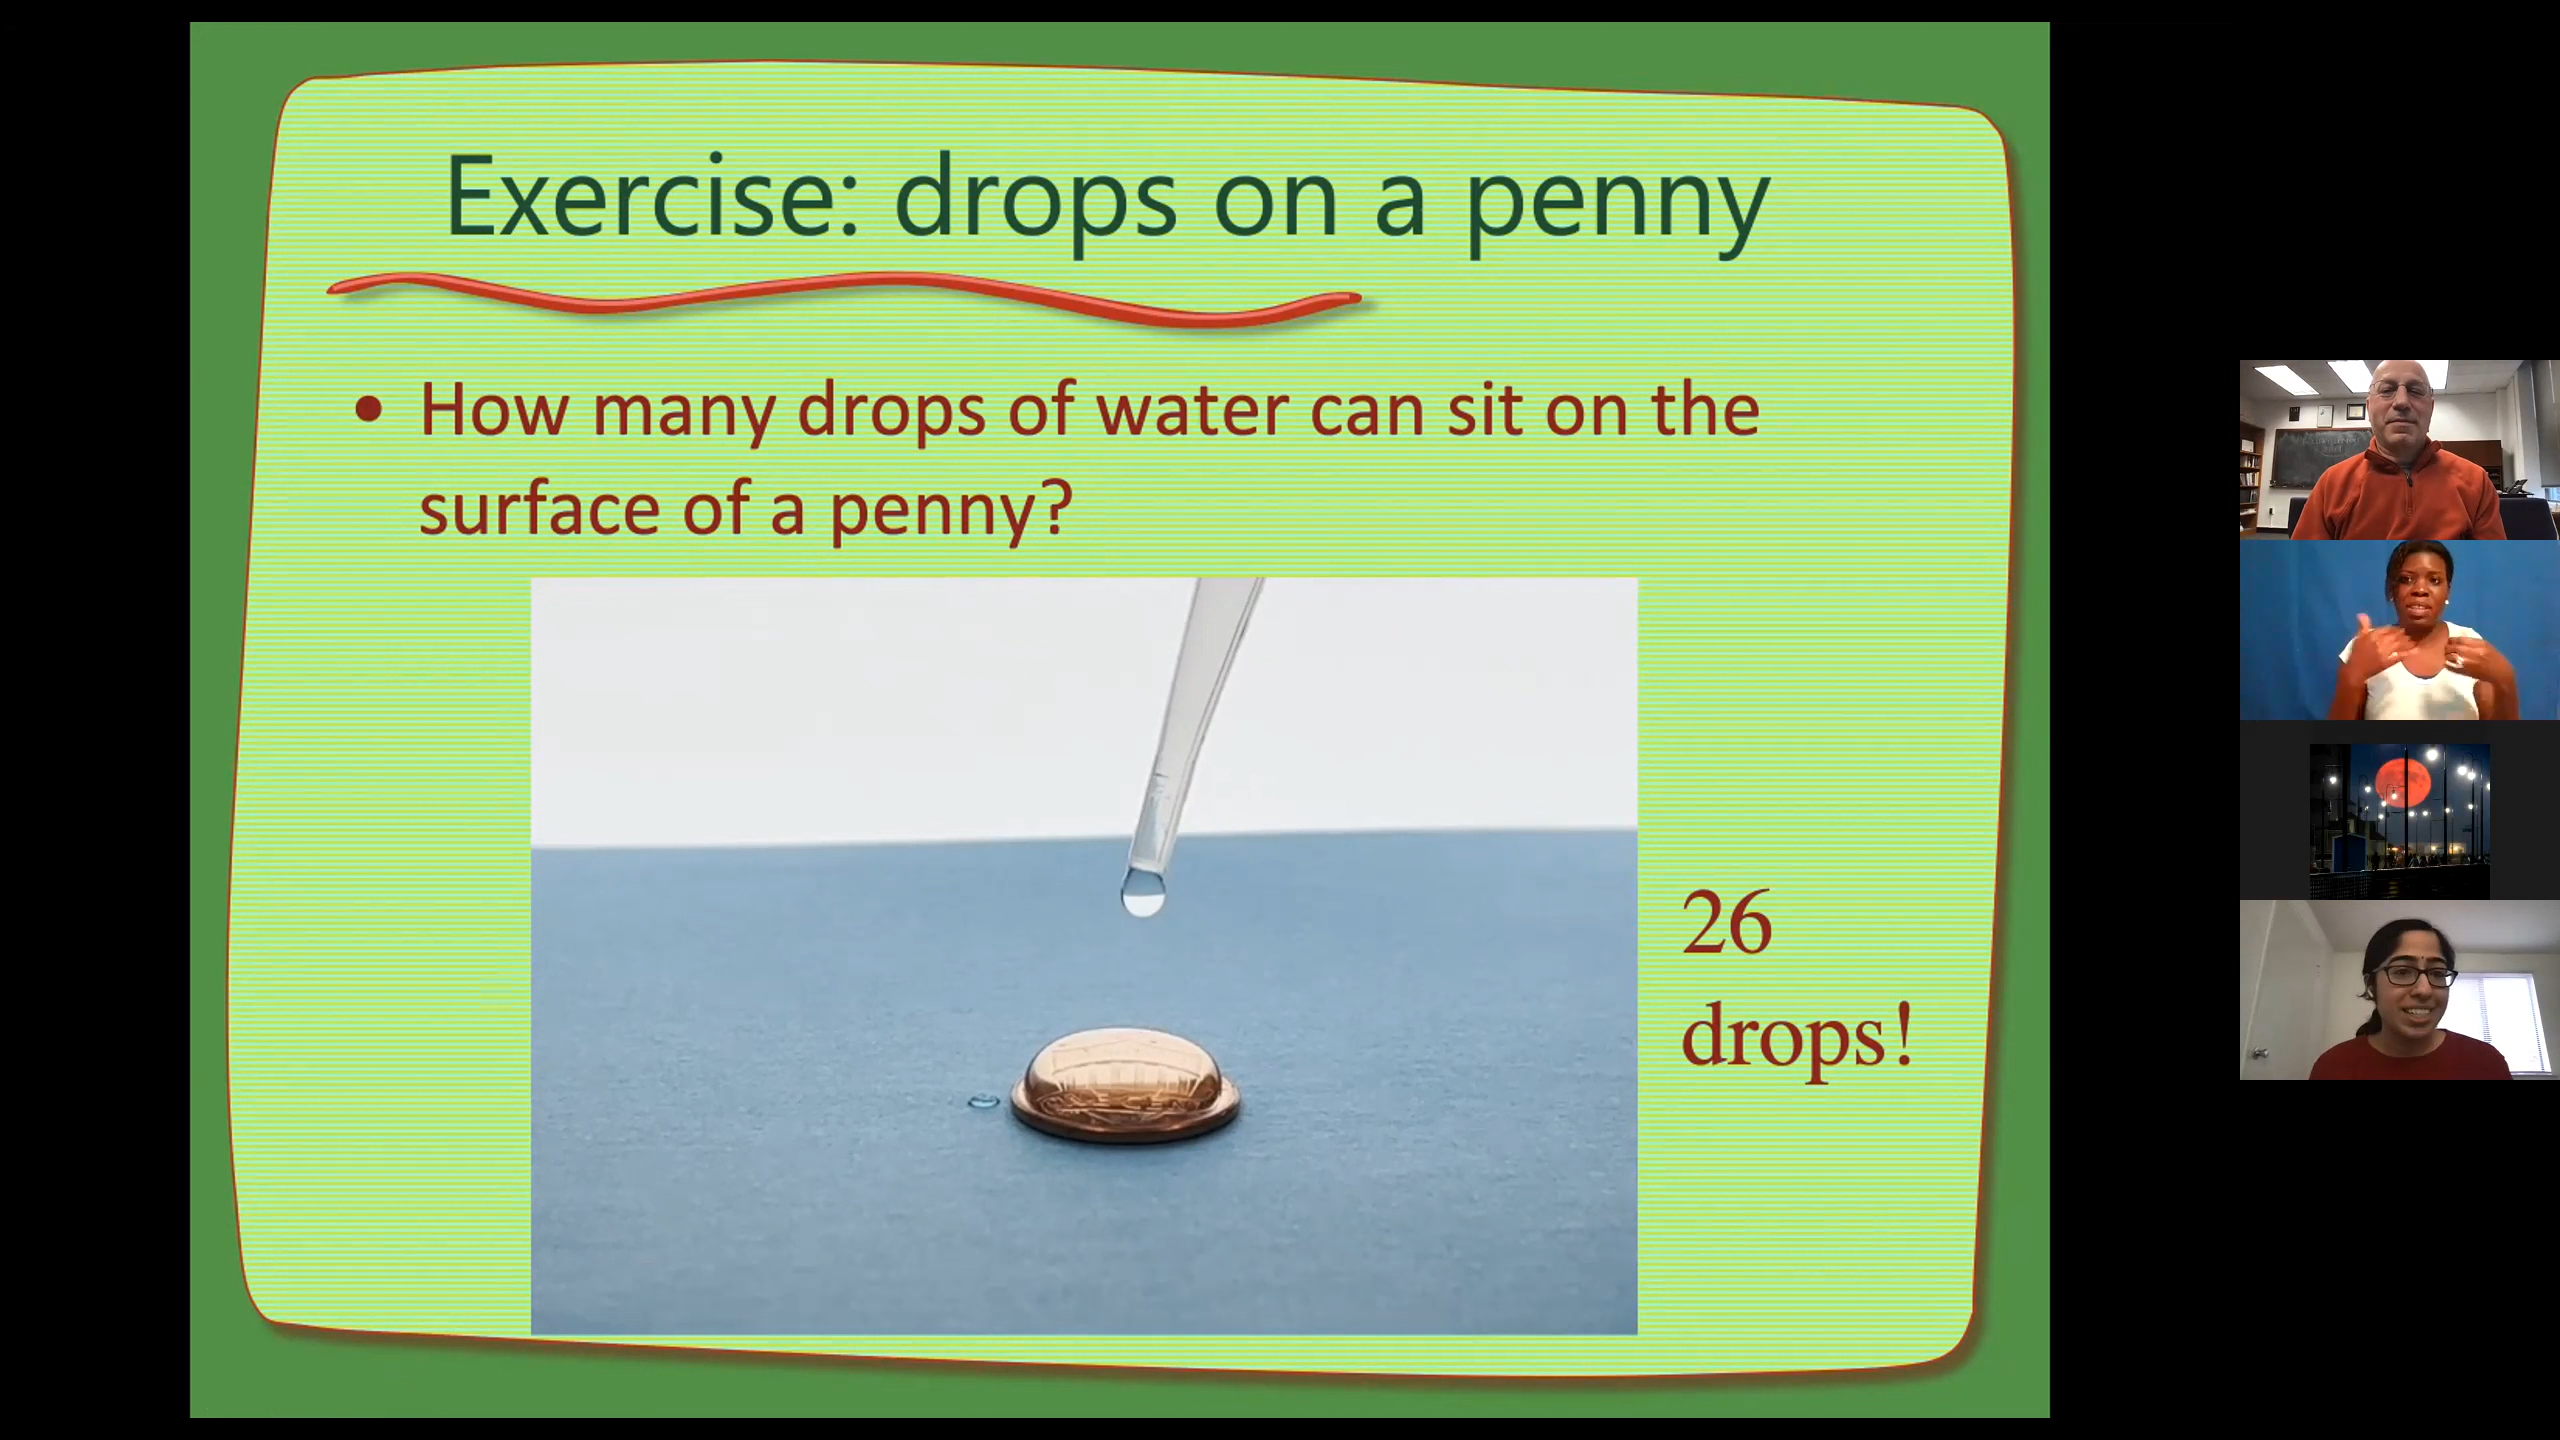 Exercise: drops on a penny
• How many drops of water can sit on the
surface of a penny?
26
drops!